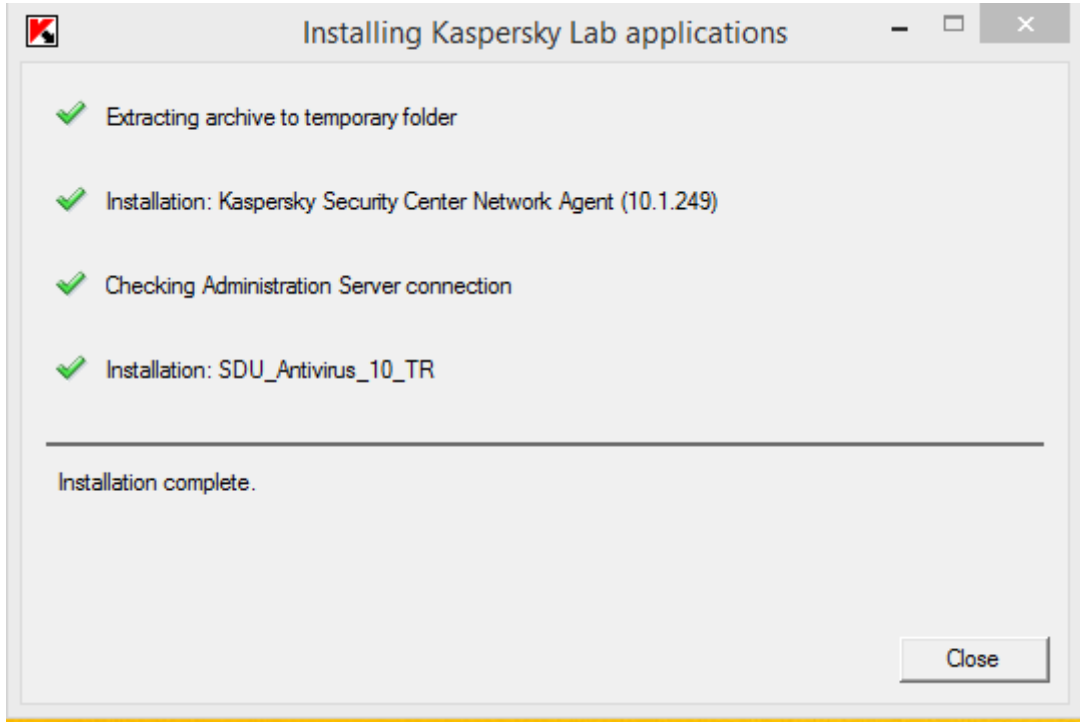 Installing Kaspersky Lab applications
Extracting archive to temporary folder
Installation: Kaspersky Security Center Network Agent (10.1.249)
Checking Administration Server connection
Installation: SDU_Antivirus_10_TR
Installation complete.
Close